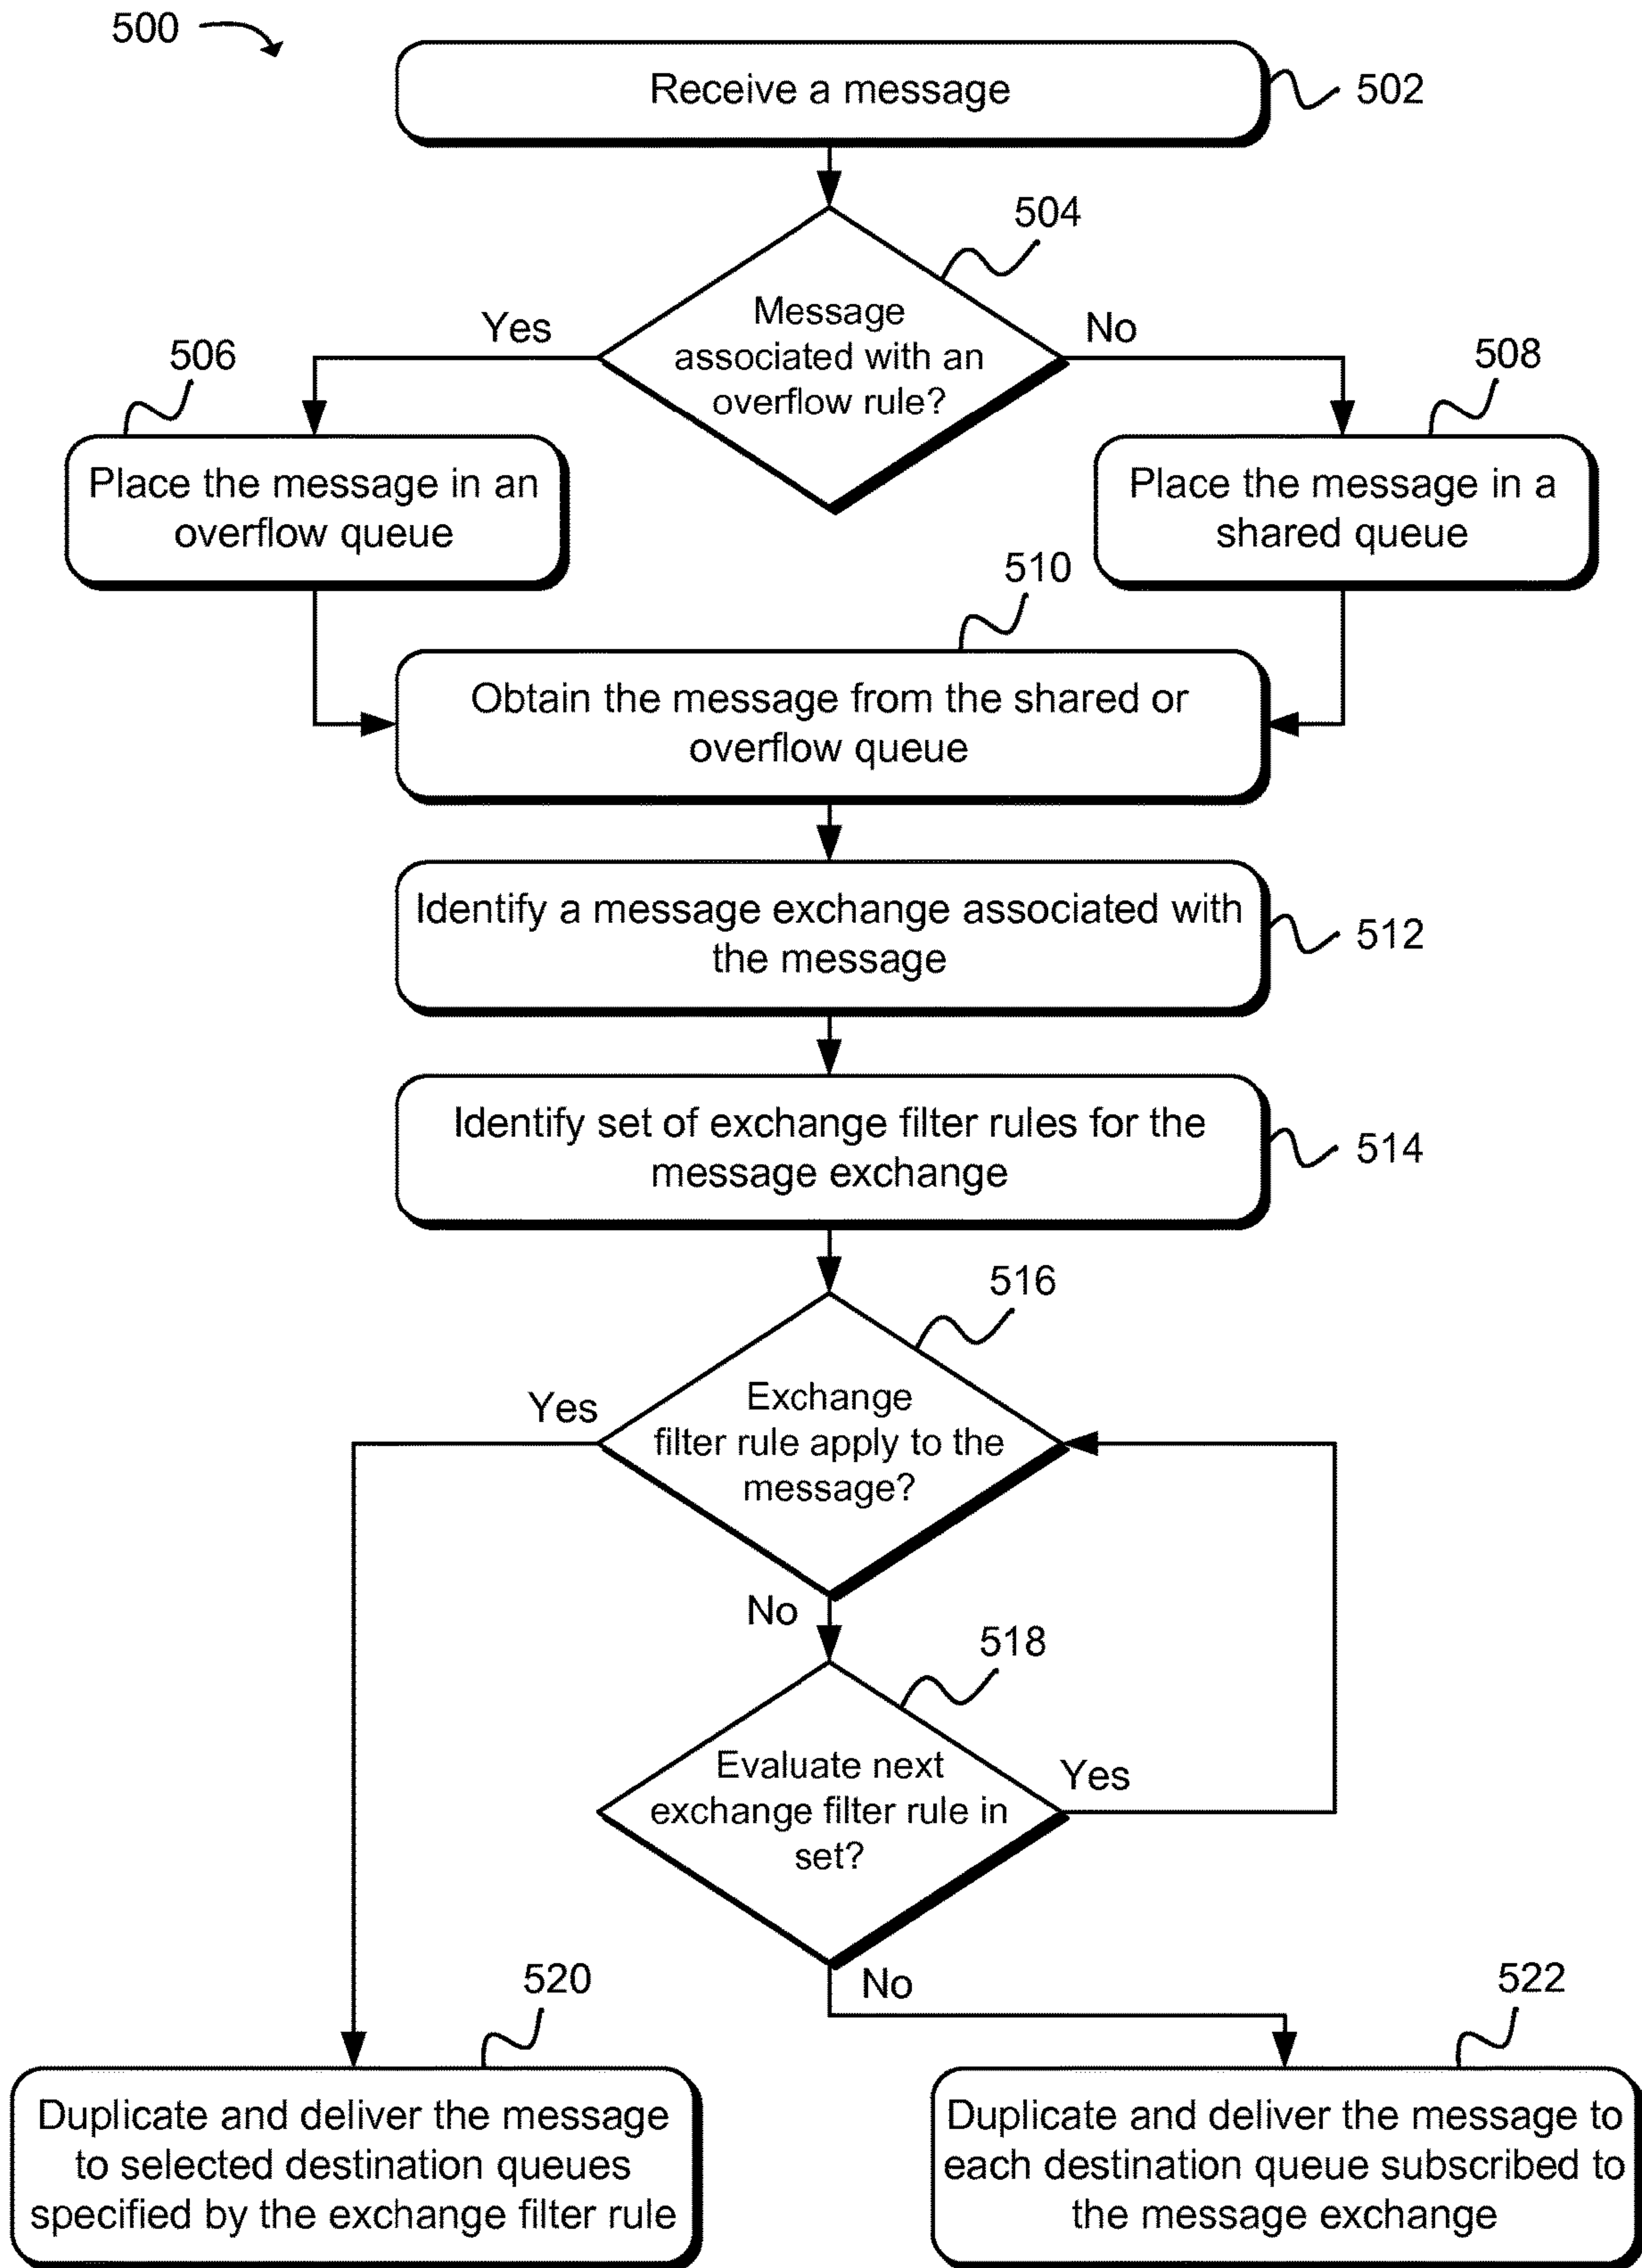 500
Receive a message
502
504
Message
associated with an
overflow rule?
Yes
No
506
508
Place the message in an
overflow queue
Place the message in a
shared queue
510
Obtain the message from the shared or
overflow queue
Identify a message exchange associated with
the message
512
Identify set of exchange filter rules for the
message exchange
514
516
Exchange
filter rule apply to the
message?
Yes
No
518
Evaluate next
exchange filter rule in
set?
Yes
No
520
522
Duplicate and deliver the message
to selected destination queues
specified by the exchange filter rule
Duplicate and deliver the message to
each destination queue subscribed to
the message exchange